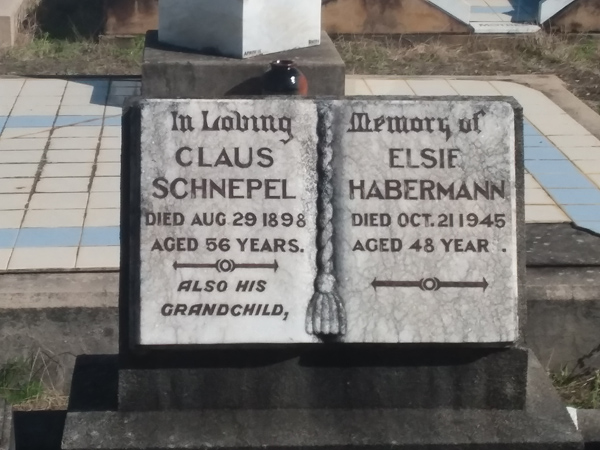 In Loving
CLAUS
SCHNEPEL
DIED AUG. 29 1898
AGED 56 YEARS.
ALSO HIS
GRANDCHILD,
Memory of
ELSIE
HABERMANN
DIED OCT. 21 1945
AGED 48 YEAR .